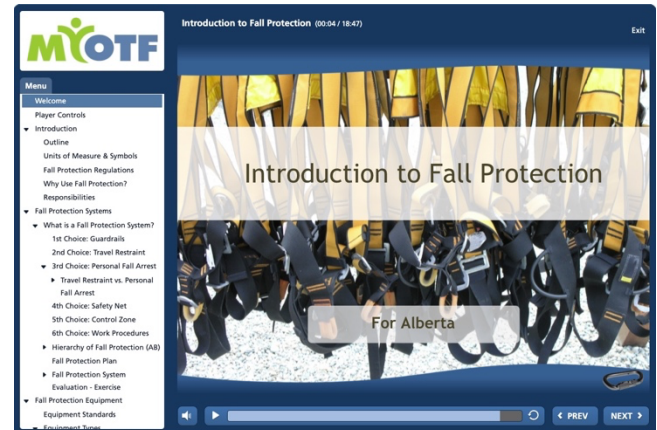 MYOTF
Introduction to Fall Protection (00:04 / 18:47)
Exit
Menu
Welcome
Player Controls
Introduction
Outline
Units of Measure & Symbols
Fall Protection Regulations
Why Use Fall Protection?
Responsibilities
Fall Protection Systems
What is a Fall Protection System?
1st Choice: Guardrails
2nd Choice: Travel Restraint
3rd Choice: Personal Fall Arrest
Travel Restraint vs. Personal
Fall Arrest
4th Choice: Safety Net
5th Choice: Control Zone
6th Choice: Work Procedures
Hierarchy of Fall Protection (AB)
Fall Protection Plan
Fall Protection System
Evaluation - Exercise
Fall Protection Equipment
Equipment Standards
Equipment Types
Introduction to Fall Protection
For Alberta
PREV
NEXT